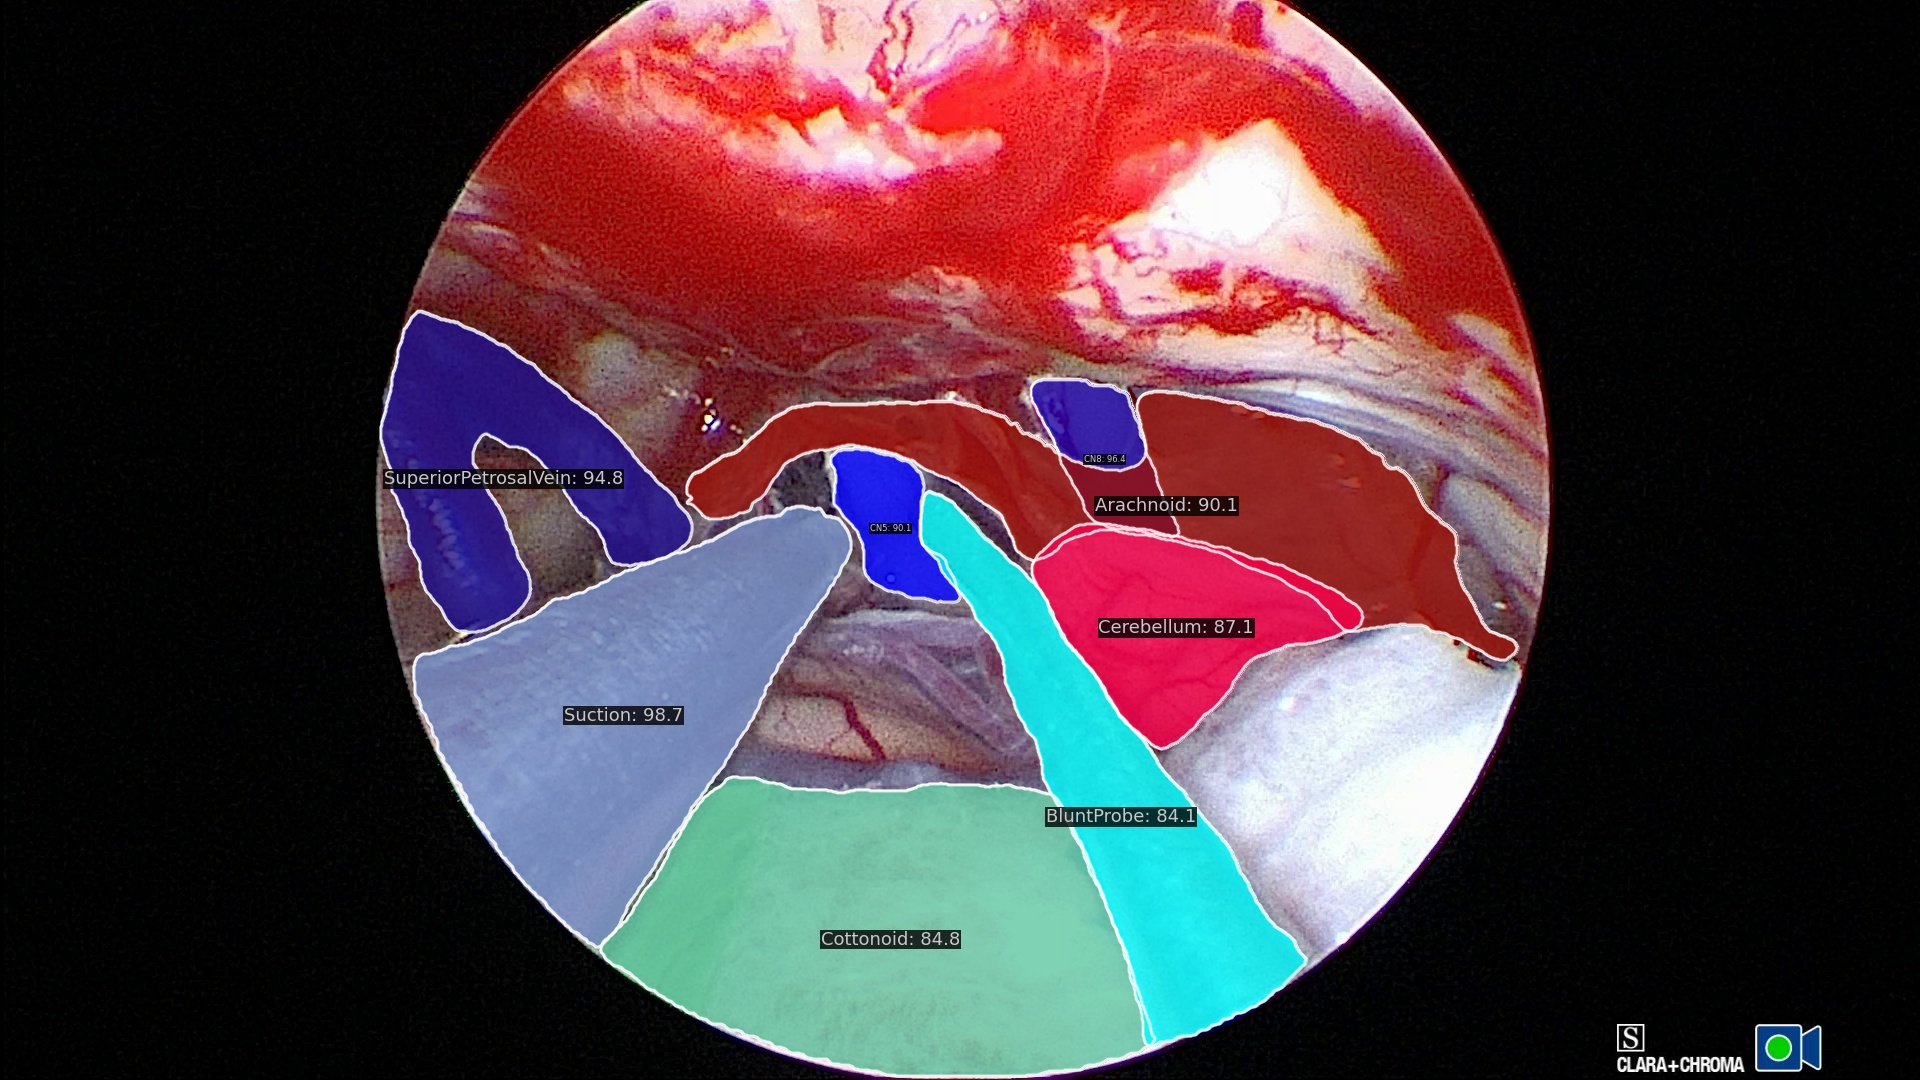 CN8: 96.4
SuperiorPetrosalVein: 94.8
Arachnoid: 90.1
CN5: 90.1
Cerebellum: 87.1
Suction: 98.7
BluntProbe: 84.1
Cottonoid: 84.8
S
CLARA+CHROMA